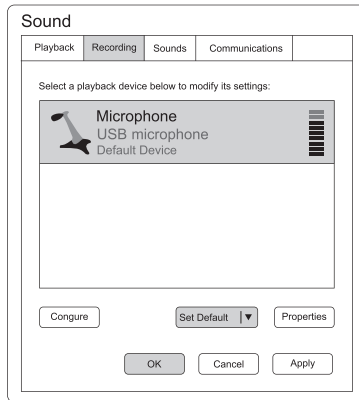 Sound
Playback Recording Sounds Communications
Select a playback device below to modify its settings:
Microphone
USB microphone
Default Device
Congure Set Default Properties
OK Cancel Apply